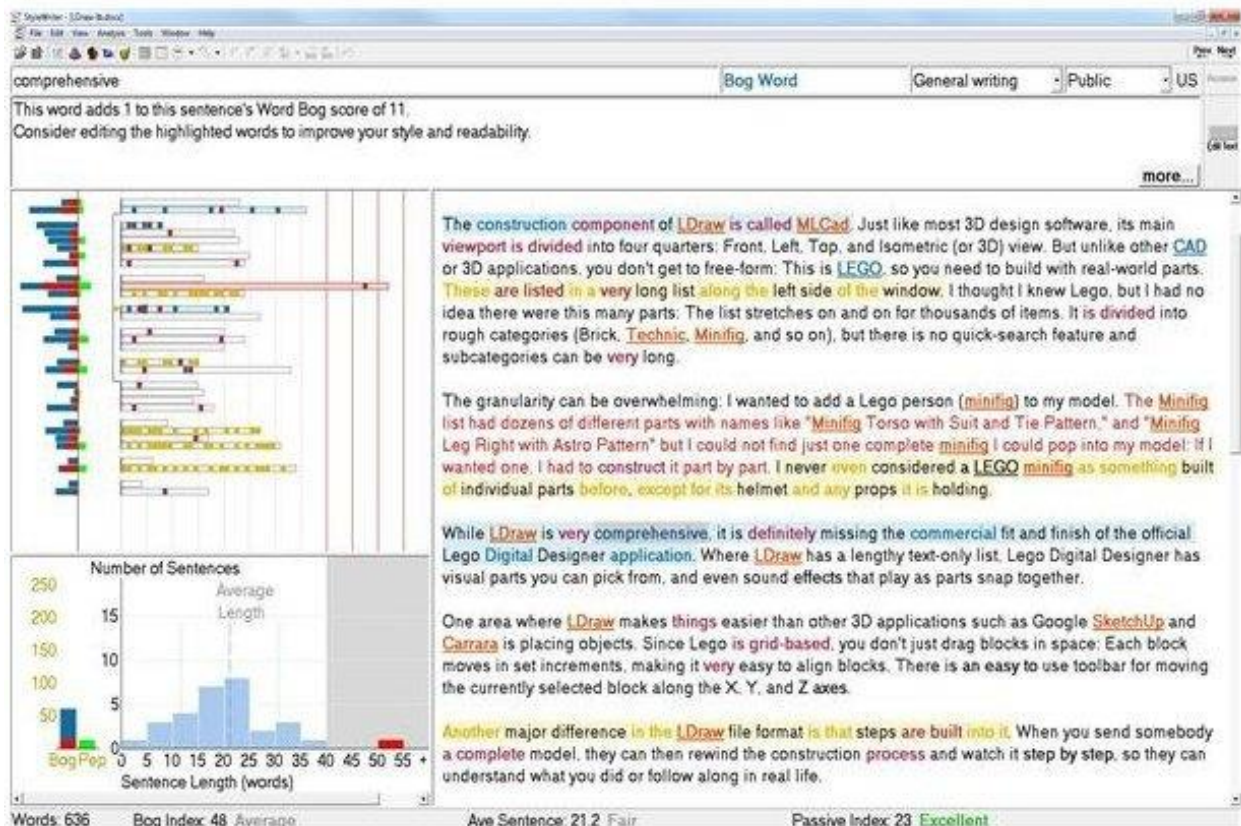 StyleWriter - [LDraw
File Edit View Analysis Tools Window Help
Prev Next
comprehensive Bog Word General writing Public US
This word adds 1 to this sentence's Word Bog score of 11.
Consider editing the highlighted words to improve your style and readability.
Edit Text
more...
The construction component of LDraw is called MLCad. Just like most 3D design software, its main
viewport is divided into four quarters: Front, Left, Top, and Isometric (or 3D) view. But unlike other CAD
or 3D applications, you don't get to free-form: This is LEGO, so you need to build with real-world parts.
These are listed in a very long list along the left side of the window. I thought I knew Lego, but I had no
idea there were this many parts: The list stretches on and on for thousands of items. It is divided into
rough categories (Brick, Technic, Minifig, and so on), but there is no quick-search feature and
subcategories can be very long.
The granularity can be overwhelming: I wanted to add a Lego person (minifig) to my model. The Minifig
list had dozens of different parts with names like "Minifig Torso with Suit and Tie Pattern," and "Minifig
Leg Right with Astro Pattern" but I could not find just one complete minifig I could pop into my model: If I
wanted one, I had to construct it part by part. I never even considered a LEGO minifig as something built
of individual parts before, except for its helmet and any props it is holding.
While LDraw is very comprehensive, it is definitely missing the commercial fit and finish of the official
Lego Digital Designer application. Where LDraw has a lengthy text-only list, Lego Digital Designer has
visual parts you can pick from, and even sound effects that play as parts snap together.
One area where LDraw makes things easier than other 3D applications such as Google SketchUp and
Carrara is placing objects. Since Lego is grid-based, you don't just drag blocks in space: Each block
moves in set increments, making it very easy to align blocks. There is an easy to use toolbar for moving
the currently selected block along the X, Y, and Z axes.
Another major difference in the LDraw file format is that steps are built into it. When you send somebody
a complete model, they can then rewind the construction process and watch it step by step, so they can
understand what you did or follow along in real life.
Number of Sentences
Average
Length
250
200
150
100
50
15
10
5
0
Bog Pep 0 5 10 15 20 25 30 35 40 45 50 55 +
Sentence Length (words)
Words: 636 Bog Index: 48 Average Ave Sentence: 21.2 Fair Passive Index: 23 Excellent